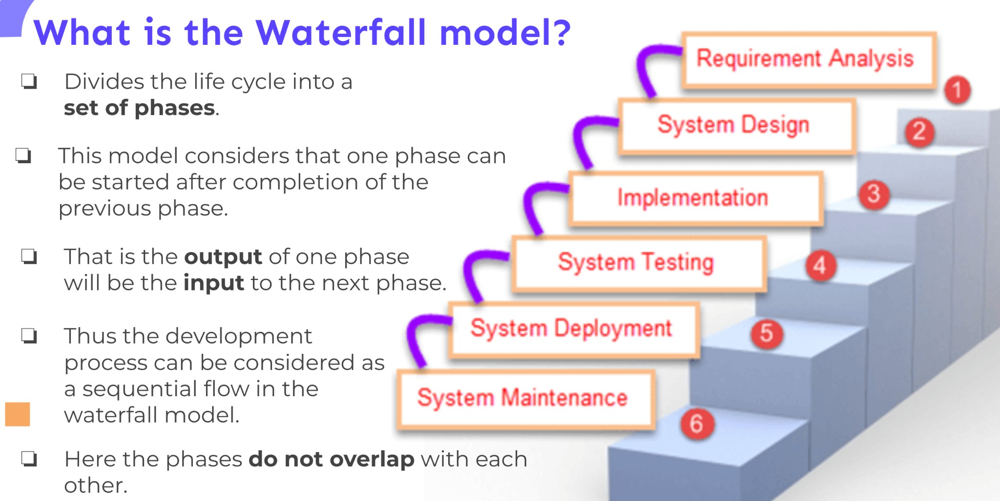 What is the Waterfall model?
❏ Divides the life cycle into a
set of phases.
❏ This model considers that one phase can
be started after completion of the
previous phase.
❏ That is the output of one phase
will be the input to the next phase.
❏ Thus the development
process can be considered as
a sequential flow in the
waterfall model.
❏ Here the phases do not overlap with each
other.
Requirement Analysis
1
System Design
2
Implementation
3
System Testing
4
System Deployment
5
System Maintenance
6